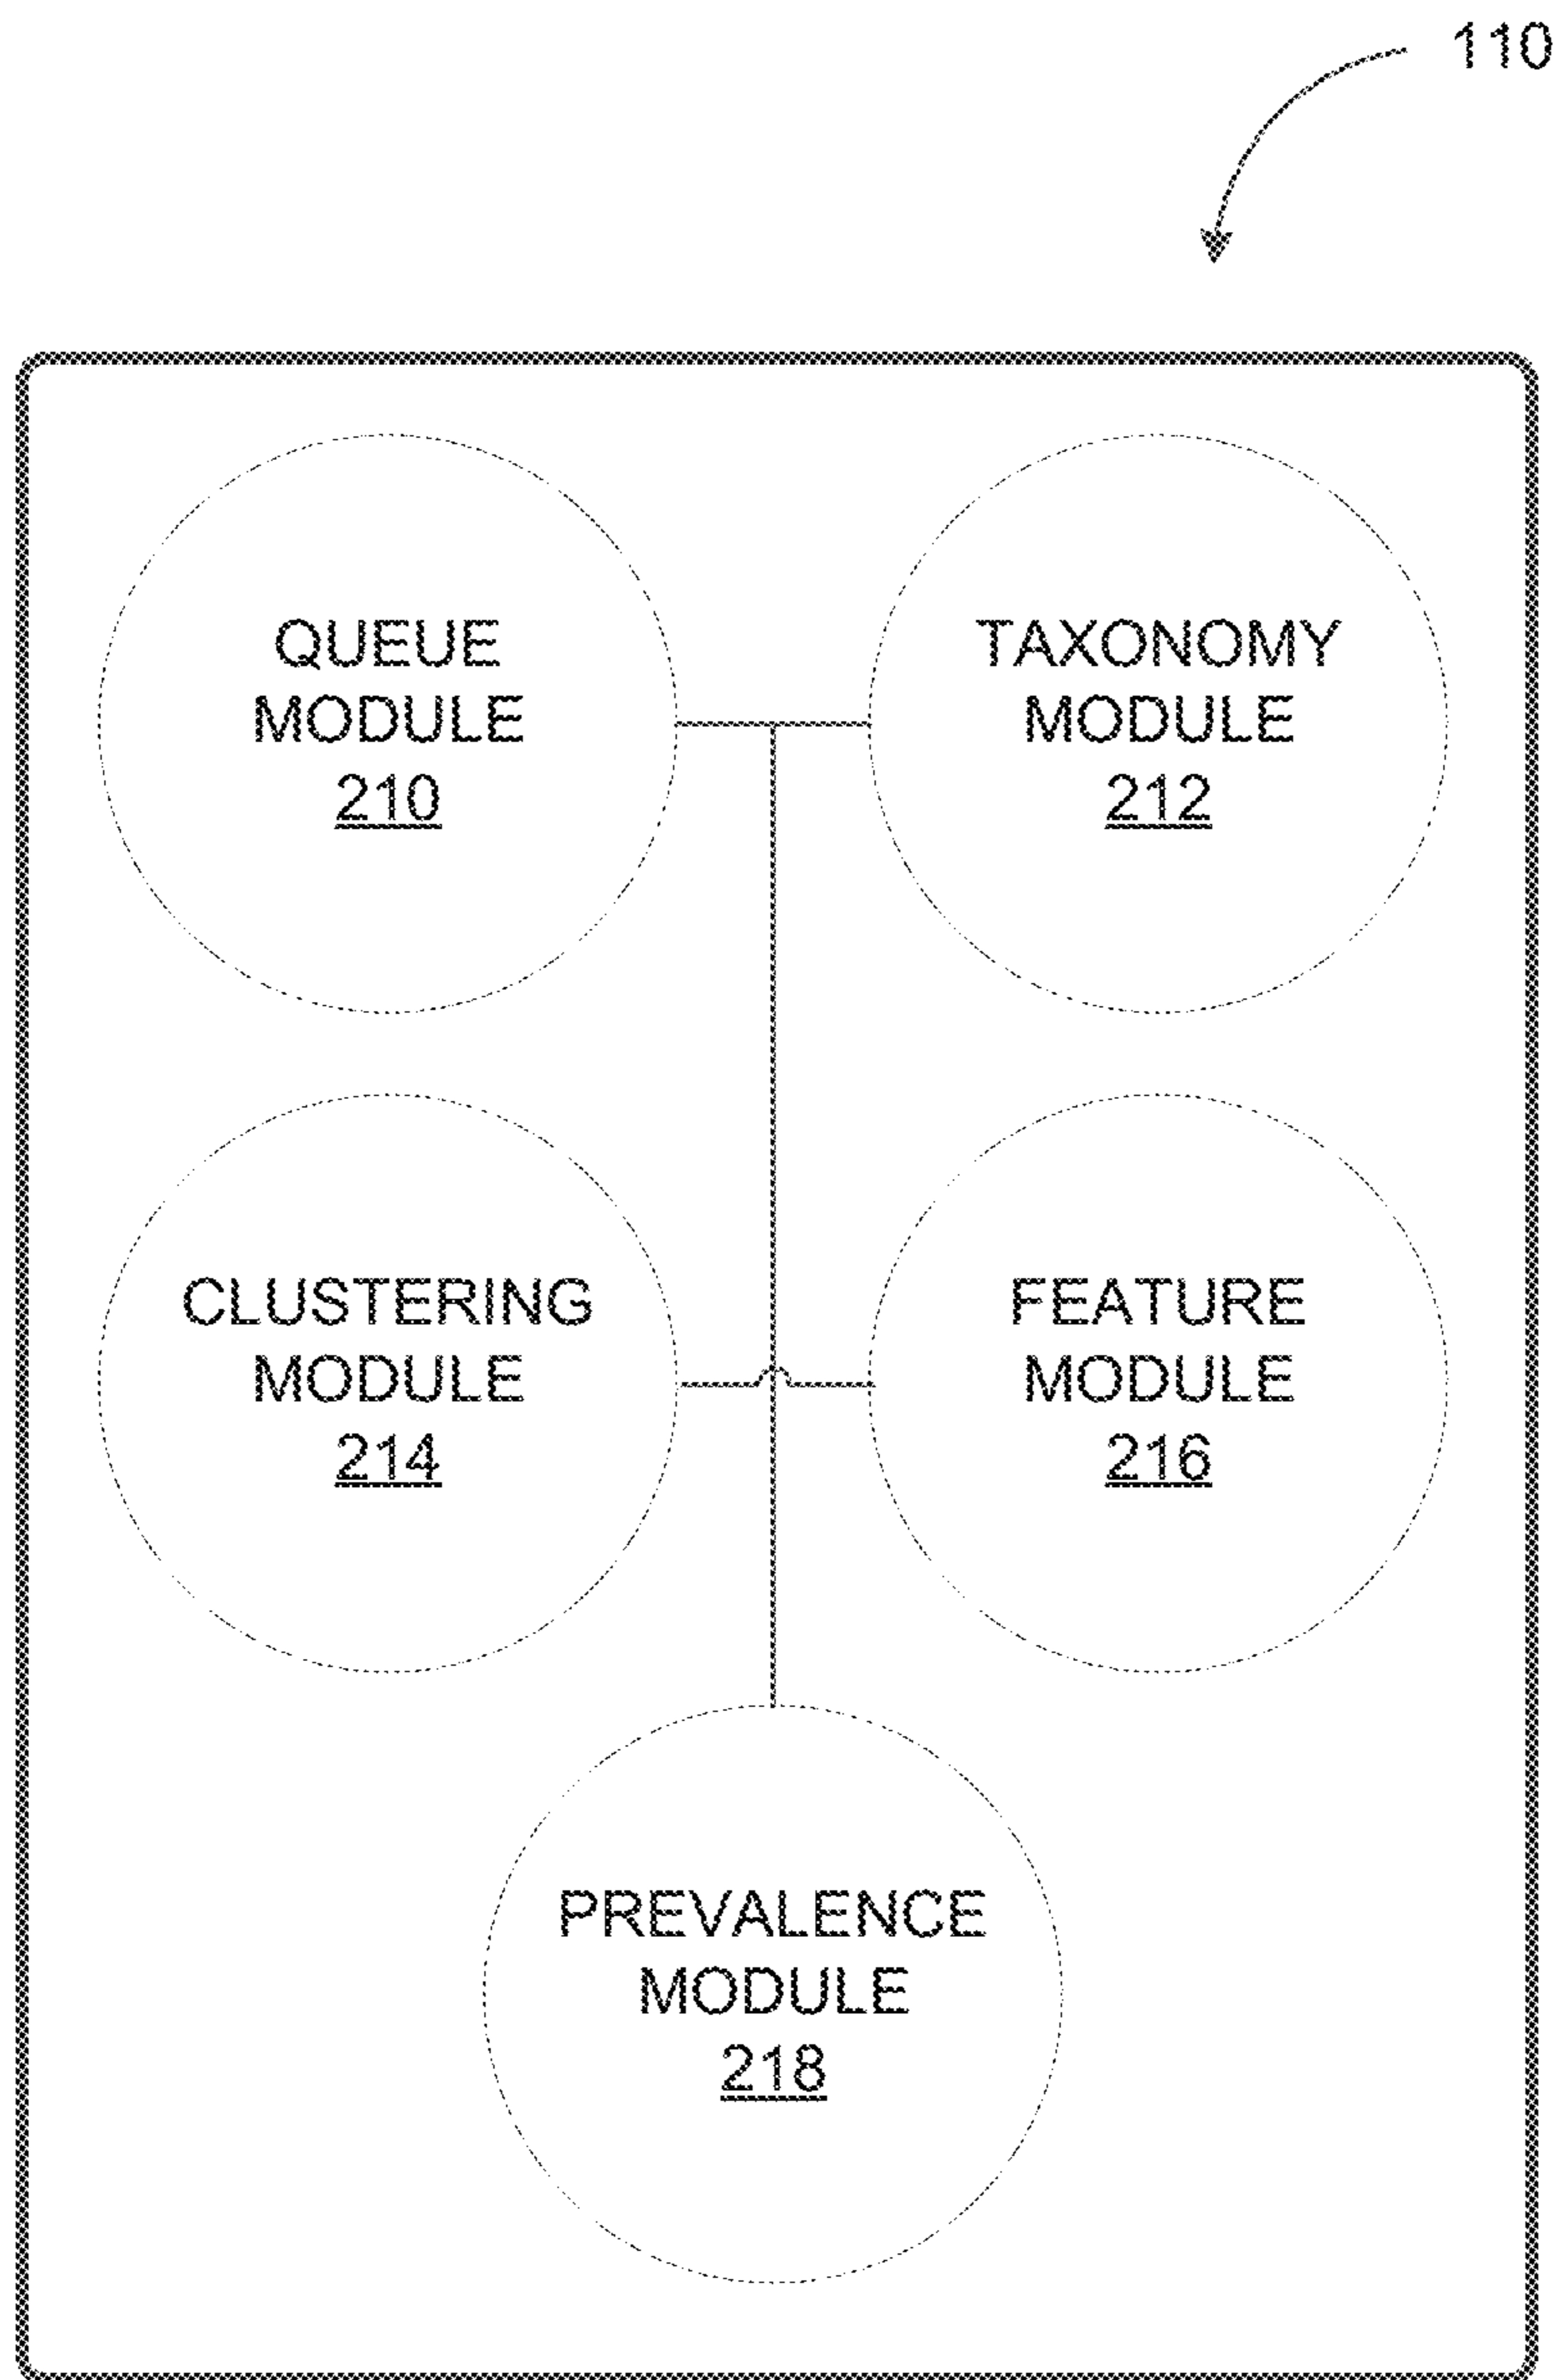 110
QUEUE
MODULE
210
TAXONOMY
MODULE
212
CLUSTERING
MODULE
214
FEATURE
MODULE
216
PREVALENCE
MODULE
218